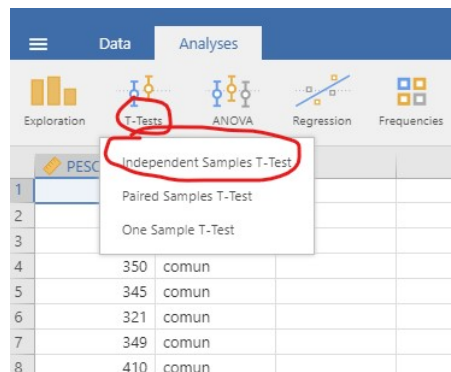 Data Analyses
Exploration T-Tests ANOVA Regression Frequencies
PESC
Independent Samples T-Test
Paired Samples T-Test
One Sample T-Test
1
2
3
4 350 comun
5 345 comun
6 321 comun
7 349 comun
8 410 comun